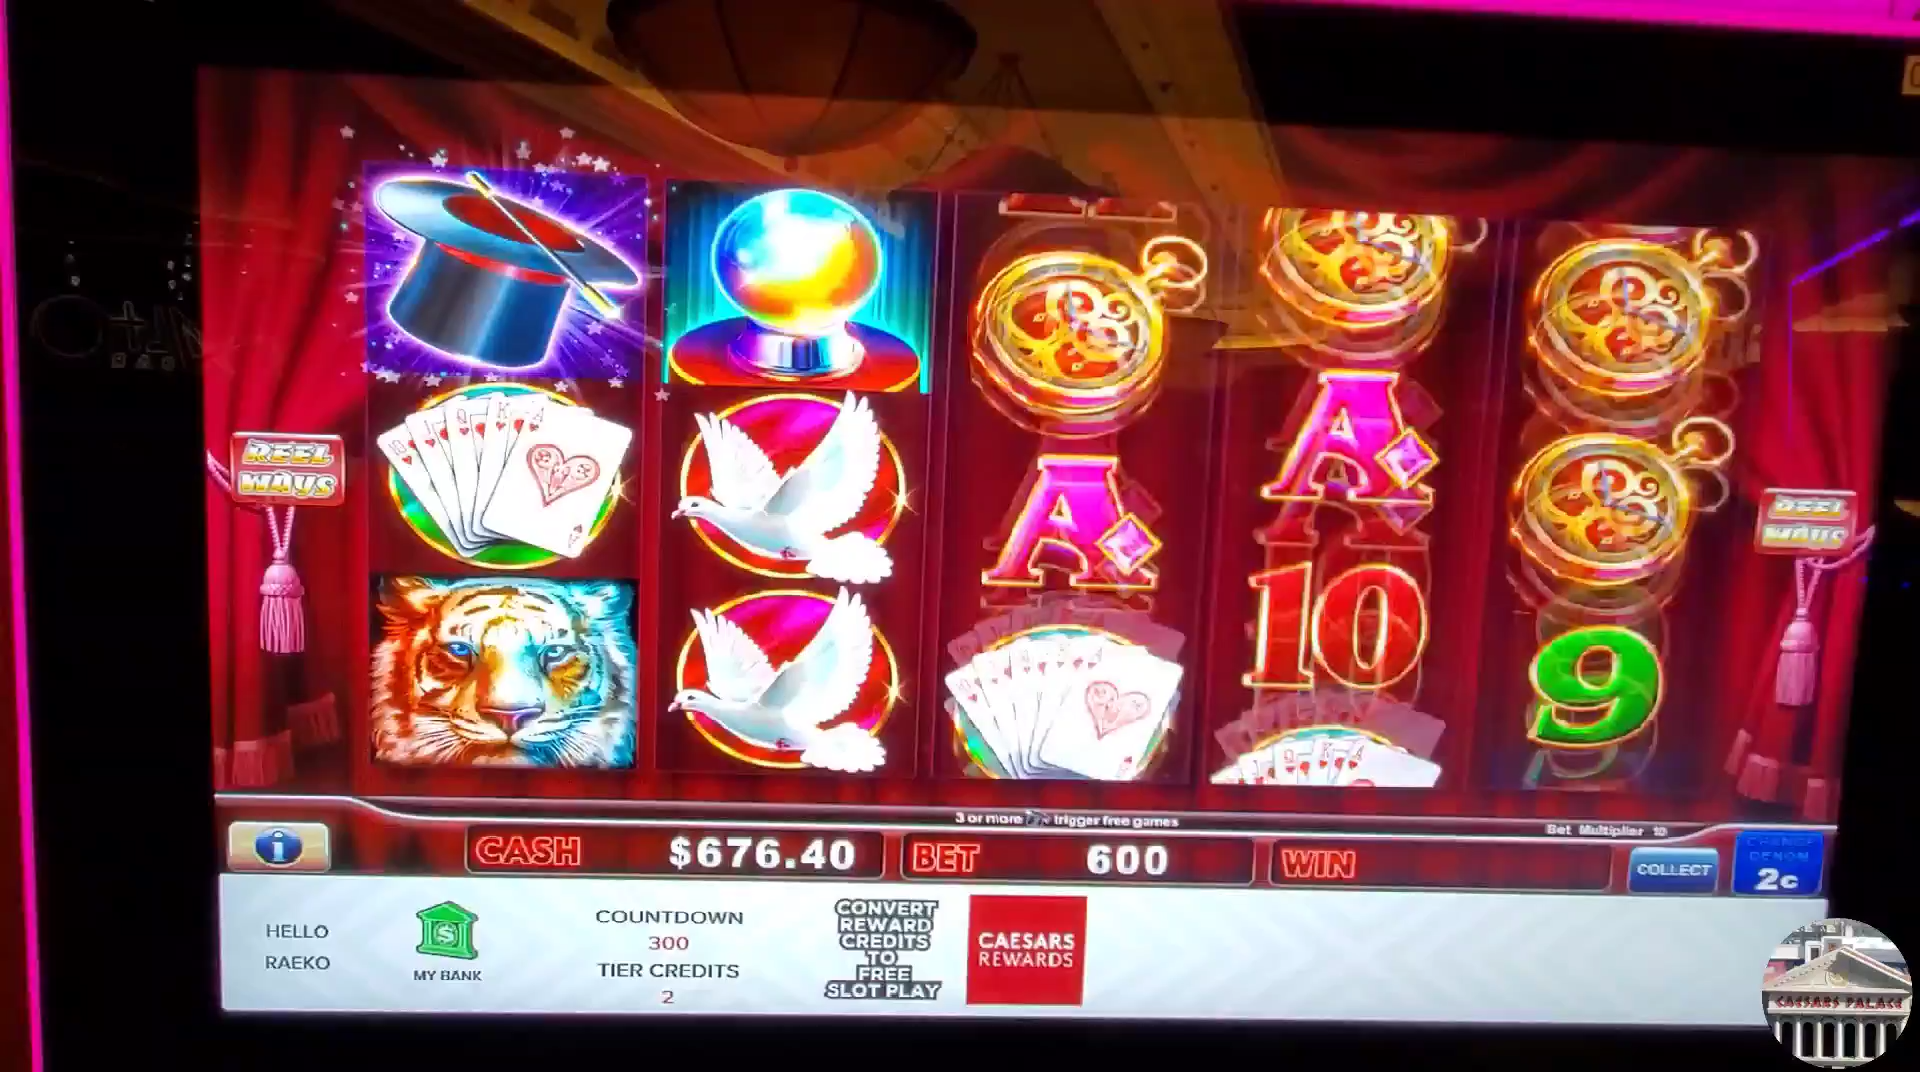 REEL
WAYS
REEL
WAYS
A
A
10
9
3 or more trigger free games
Bet Multiplier 10
i
CASH $676.40
BET 600
WIN
COLLECT
CHANGE
DENOM
2c
HELLO
RAEKO
$
MY BANK
COUNTDOWN
300
TIER CREDITS
2
CONVERT
REWARD
CREDITS
TO
FREE
SLOT PLAY
CAESARS
REWARDS
CAESARS PALACE